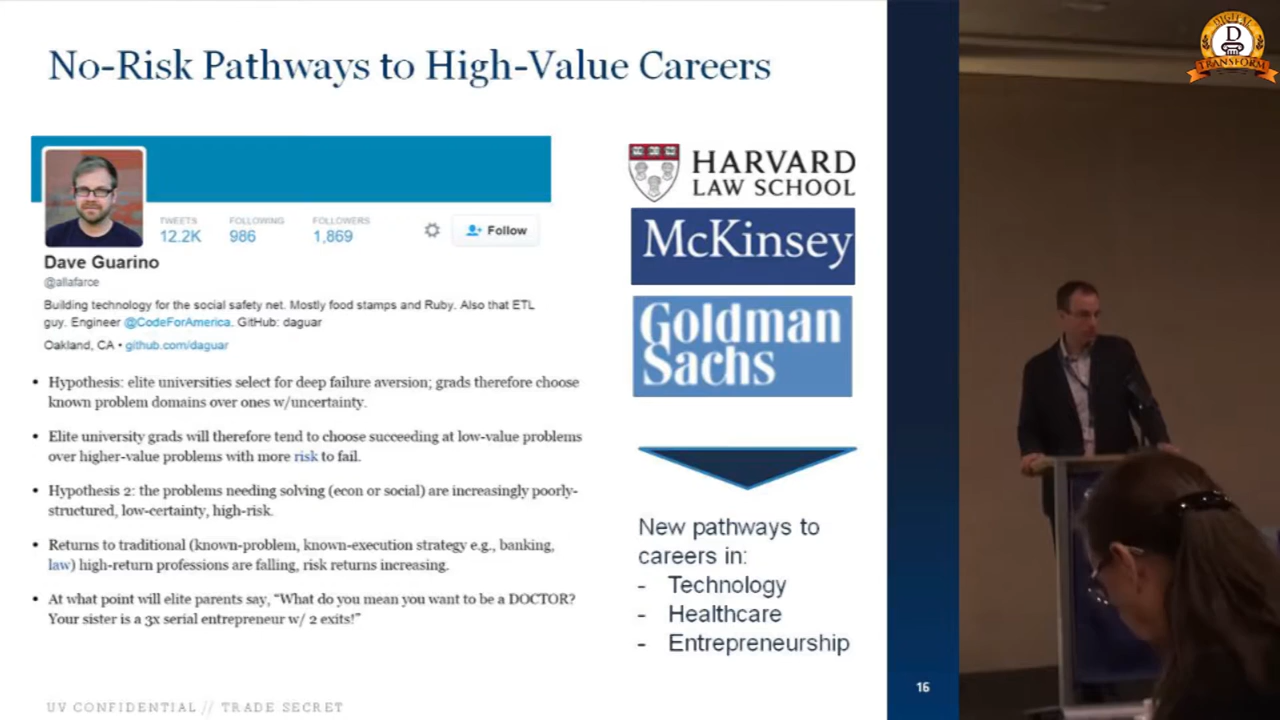 No-Risk Pathways to High-Value Careers
TWEETS FOLLOWING FOLLOWERS
12.2K 986 1,869
Follow
Dave Guarino
@allafarce
Building technology for the social safety net. Mostly food stamps and Ruby. Also that ETL
guy. Engineer @CodeForAmerica. GitHub: daguar
Oakland, CA • github.com/daguar
• Hypothesis: elite universities select for deep failure aversion; grads therefore choose
known problem domains over ones w/uncertainty.
• Elite university grads will therefore tend to choose succeeding at low-value problems
over higher-value problems with more risk to fail.
• Hypothesis 2: the problems needing solving (econ or social) are increasingly poorly-
structured, low-certainty, high-risk.
• Returns to traditional (known-problem, known-execution strategy e.g., banking,
law) high-return professions are falling, risk returns increasing.
• At what point will elite parents say, “What do you mean you want to be a DOCTOR?
Your sister is a 3x serial entrepreneur w/ 2 exits!”
HARVARD
LAW SCHOOL
McKinsey
Goldman
Sachs
New pathways to
careers in:
- Technology
- Healthcare
- Entrepreneurship
UV CONFIDENTIAL // TRADE SECRET
16
DIGITAL
D
TRANSFORM